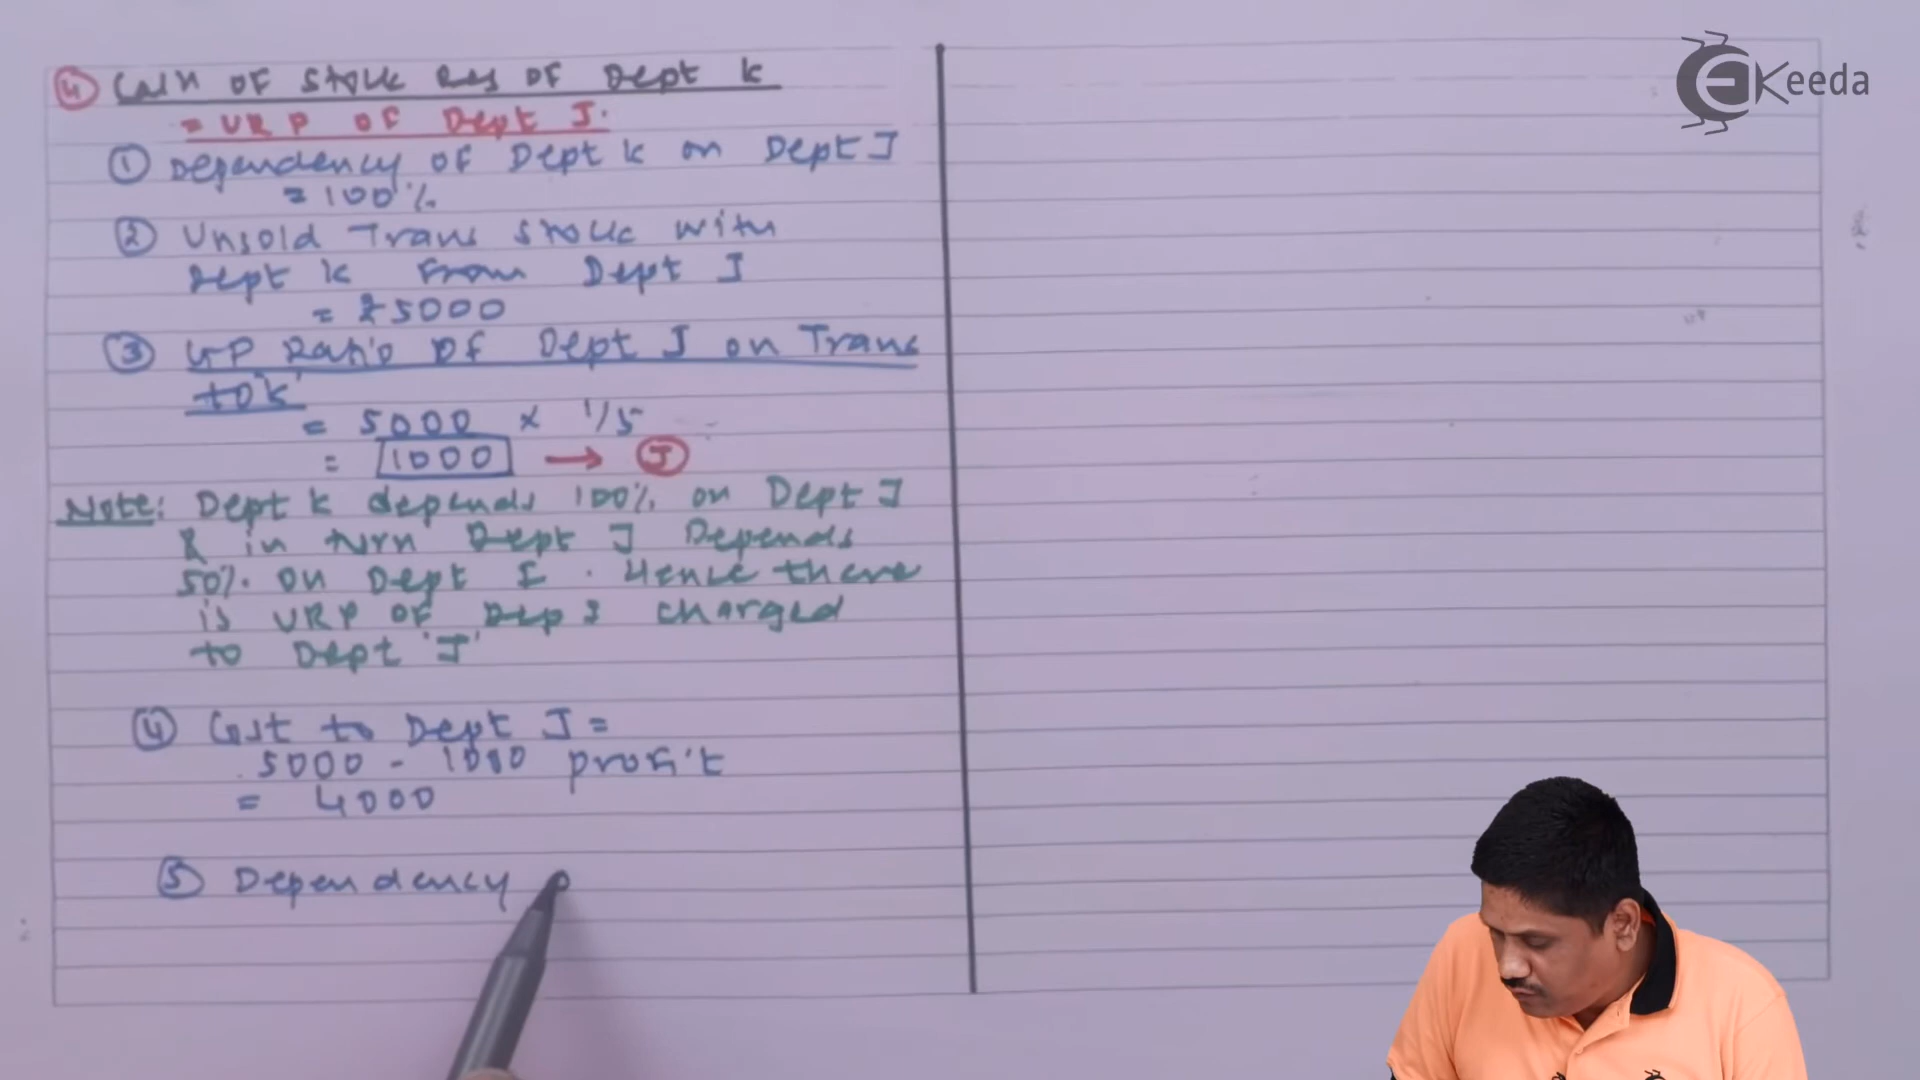 4 Caln OF Stock Res OF Dept K
= URP OF Dept J.
1 Dependency of Dept K on Dept J
= 100%
2 Unsold Trans Stock with
Dept K From Dept J
= ₹5000
3 GP Ratio OF Dept J on Trans
to 'K'
= 5000 x 1/5
= 1000 → J
Note: Dept K depends 100% on Dept J
& in turn Dept J Depends
50% on Dept I. Hence there
is URP OF Dep I charged
to Dept 'J'
4 Cost to Dept J =
5000 - 1000 profit
= 4000
5 Dependency o
EKeeda